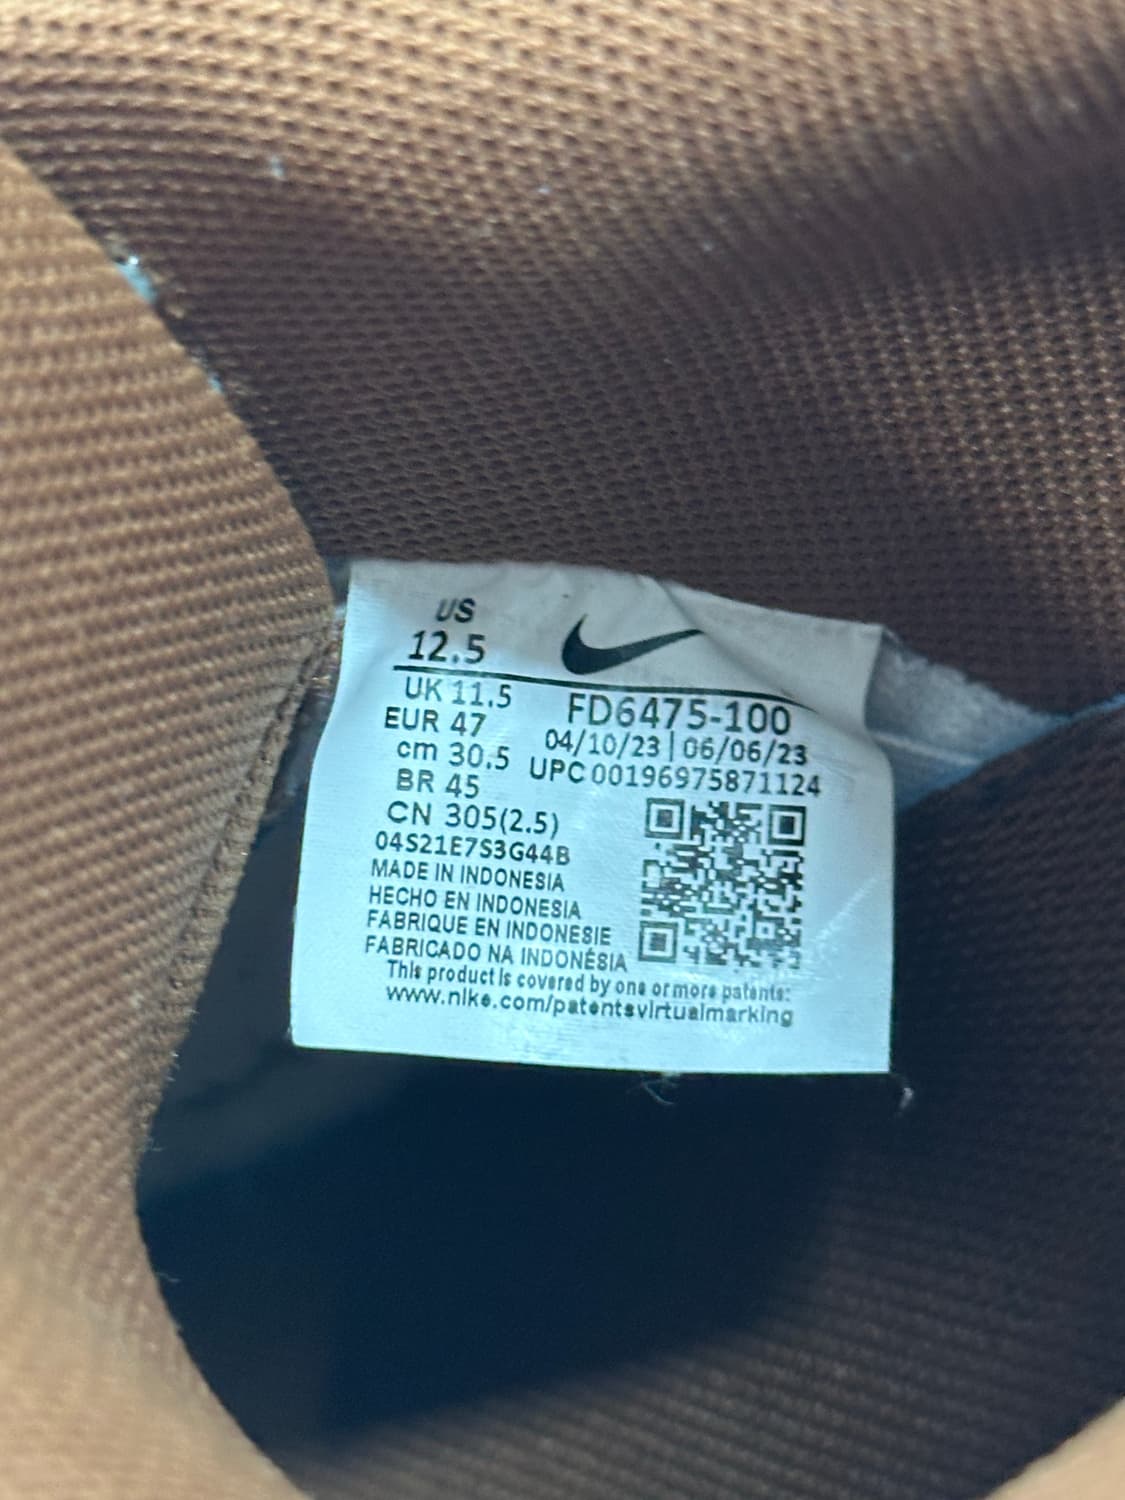 US
12.5
UK 11.5
EUR 47
cm 30.5
BR 45
CN 305(2.5)
04S21E7S3G44B
MADE IN INDONESIA
HECHO EN INDONESIA
FABRIQUE EN INDONESIE
FABRICADO NA INDONÉSIA
FD6475-100
04/10/23 | 06/06/23
UPC 00196975871124
This product is covered by one or more patents:
www.nike.com/patentsvirtualmarking